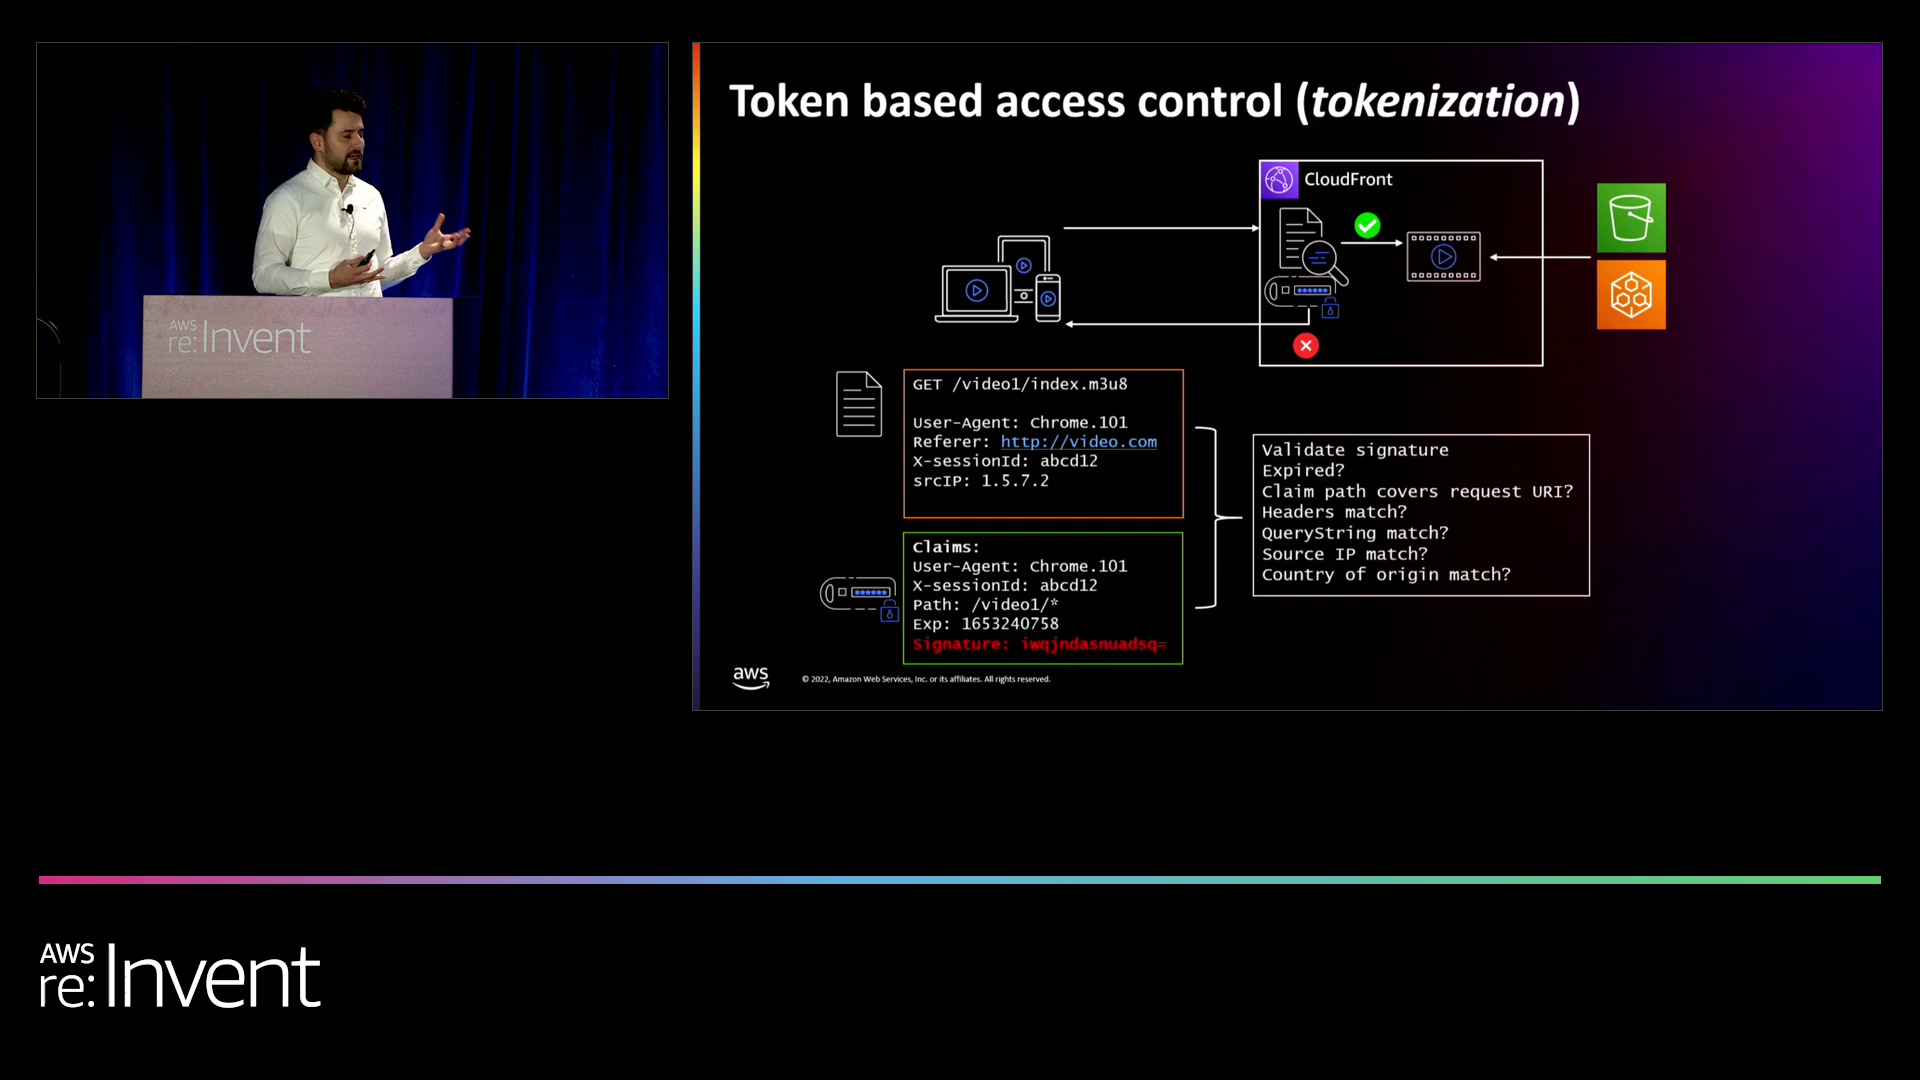 AWS
re:Invent
Token based access control (tokenization)
CloudFront
GET /video1/index.m3u8
User-Agent: Chrome.101
Referer: http://video.com
X-sessionId: abcd12
srcIP: 1.5.7.2
Claims:
User-Agent: Chrome.101
X-sessionId: abcd12
Path: /video1/*
Exp: 1653240758
Signature: iwqjndasnuadsq=
Validate signature
Expired?
Claim path covers request URI?
Headers match?
QueryString match?
Source IP match?
Country of origin match?
aws
© 2022, Amazon Web Services, Inc. or its affiliates. All rights reserved.
AWS
re:Invent